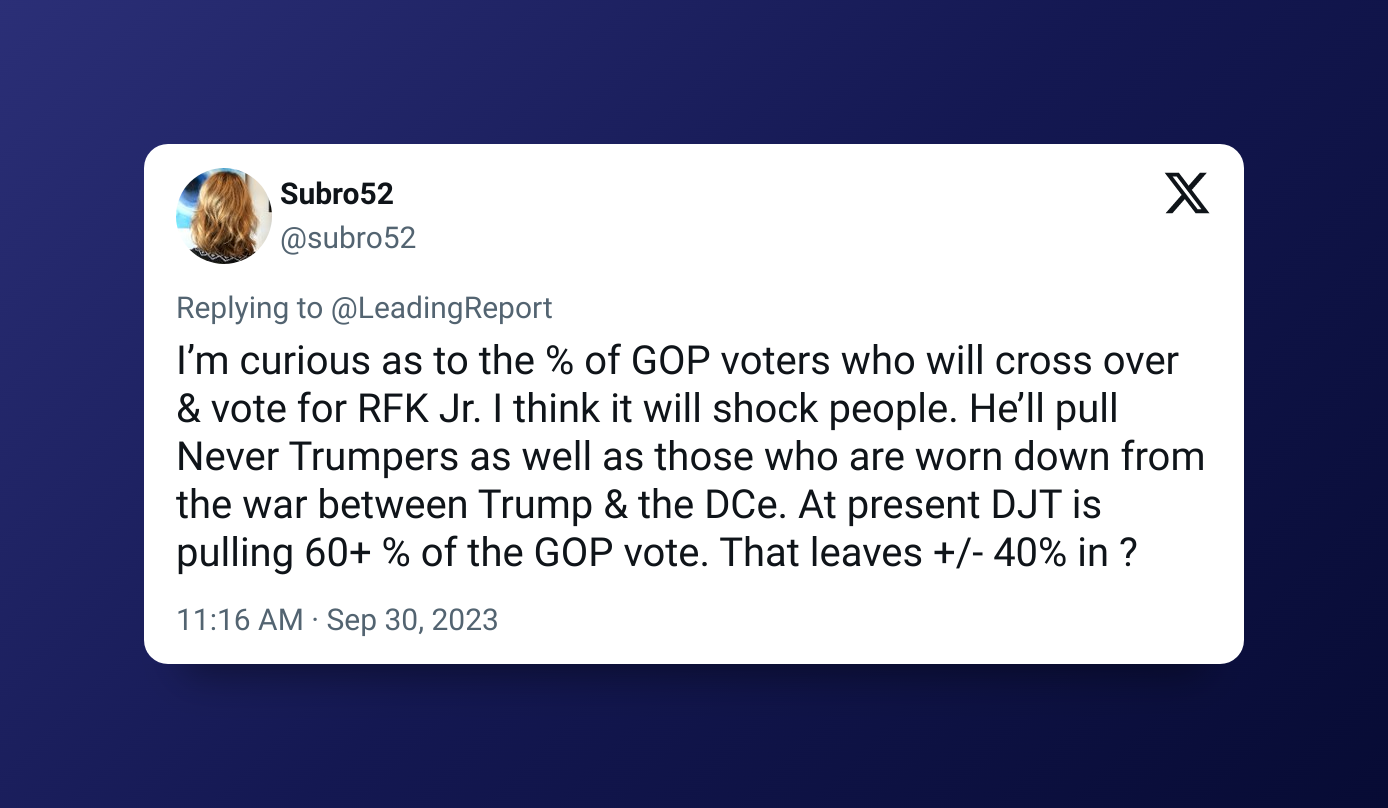 Subro52
@subro52
Replying to @LeadingReport
I’m curious as to the % of GOP voters who will cross over
& vote for RFK Jr. I think it will shock people. He’ll pull
Never Trumpers as well as those who are worn down from
the war between Trump & the DCe. At present DJT is
pulling 60+ % of the GOP vote. That leaves +/- 40% in ?
11:16 AM · Sep 30, 2023